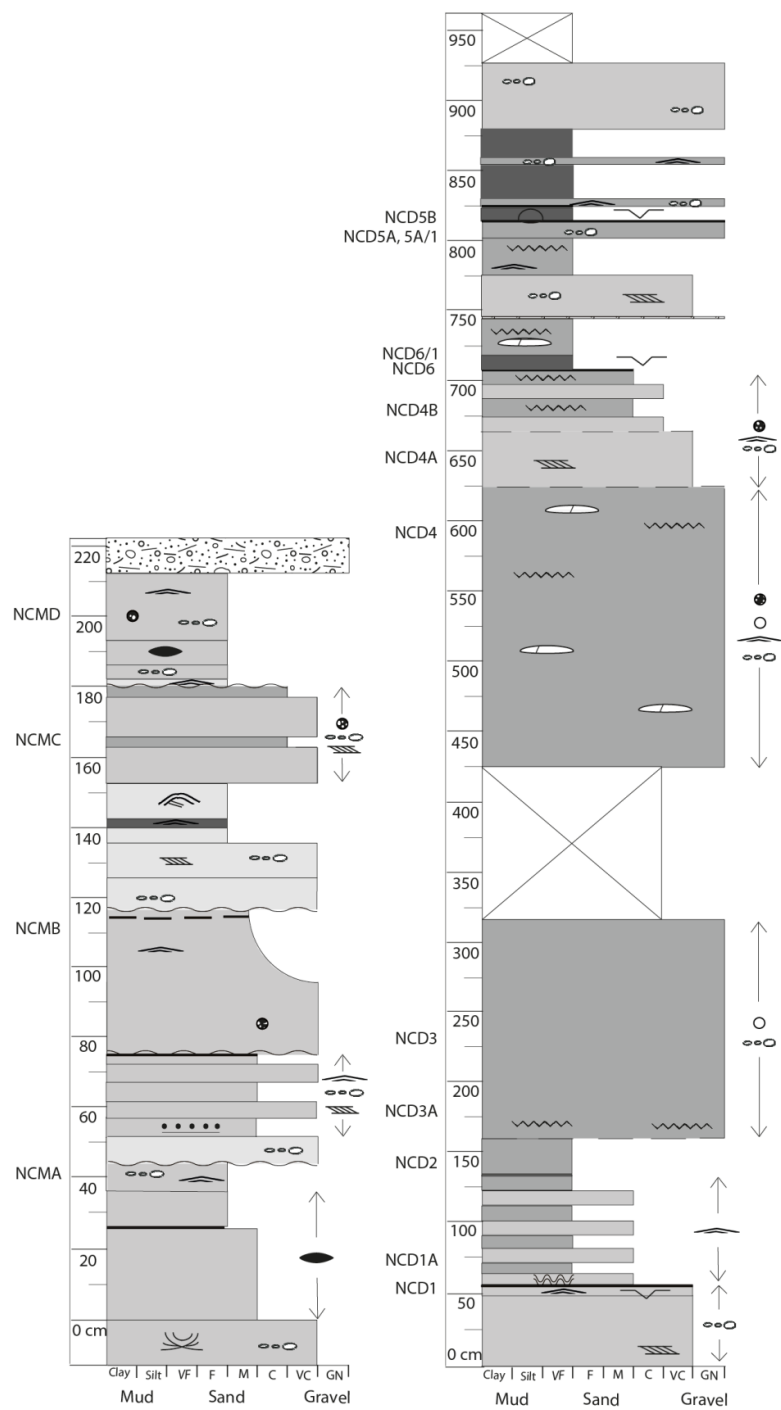 220
NCMD
200
180
NCMC
160
140
120
NCMB
100
80
60
NCMA
40
20
0 cm
Clay Silt VF F M C VC GN
Mud Sand Gravel
950
900
850
NCD5B
NCD5A, 5A/1
800
750
NCD6/1
NCD6
700
NCD4B
NCD4A
650
600
NCD4
550
500
450
400
350
300
250
NCD3
200
NCD3A
150
NCD2
100
NCD1A
NCD1
50
0 cm
Clay Silt VF F M C VC GN
Mud Sand Gravel